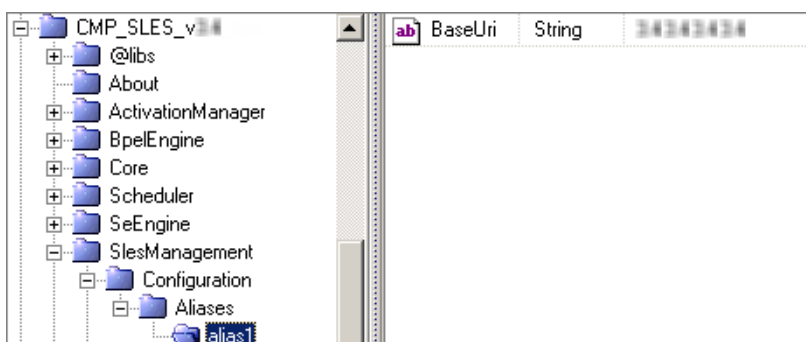 CMP_SLES_v
@libs
About
ActivationManager
BpelEngine
Core
Scheduler
SeEngine
SlesManagement
Configuration
Aliases
alias1
ab BaseUri String